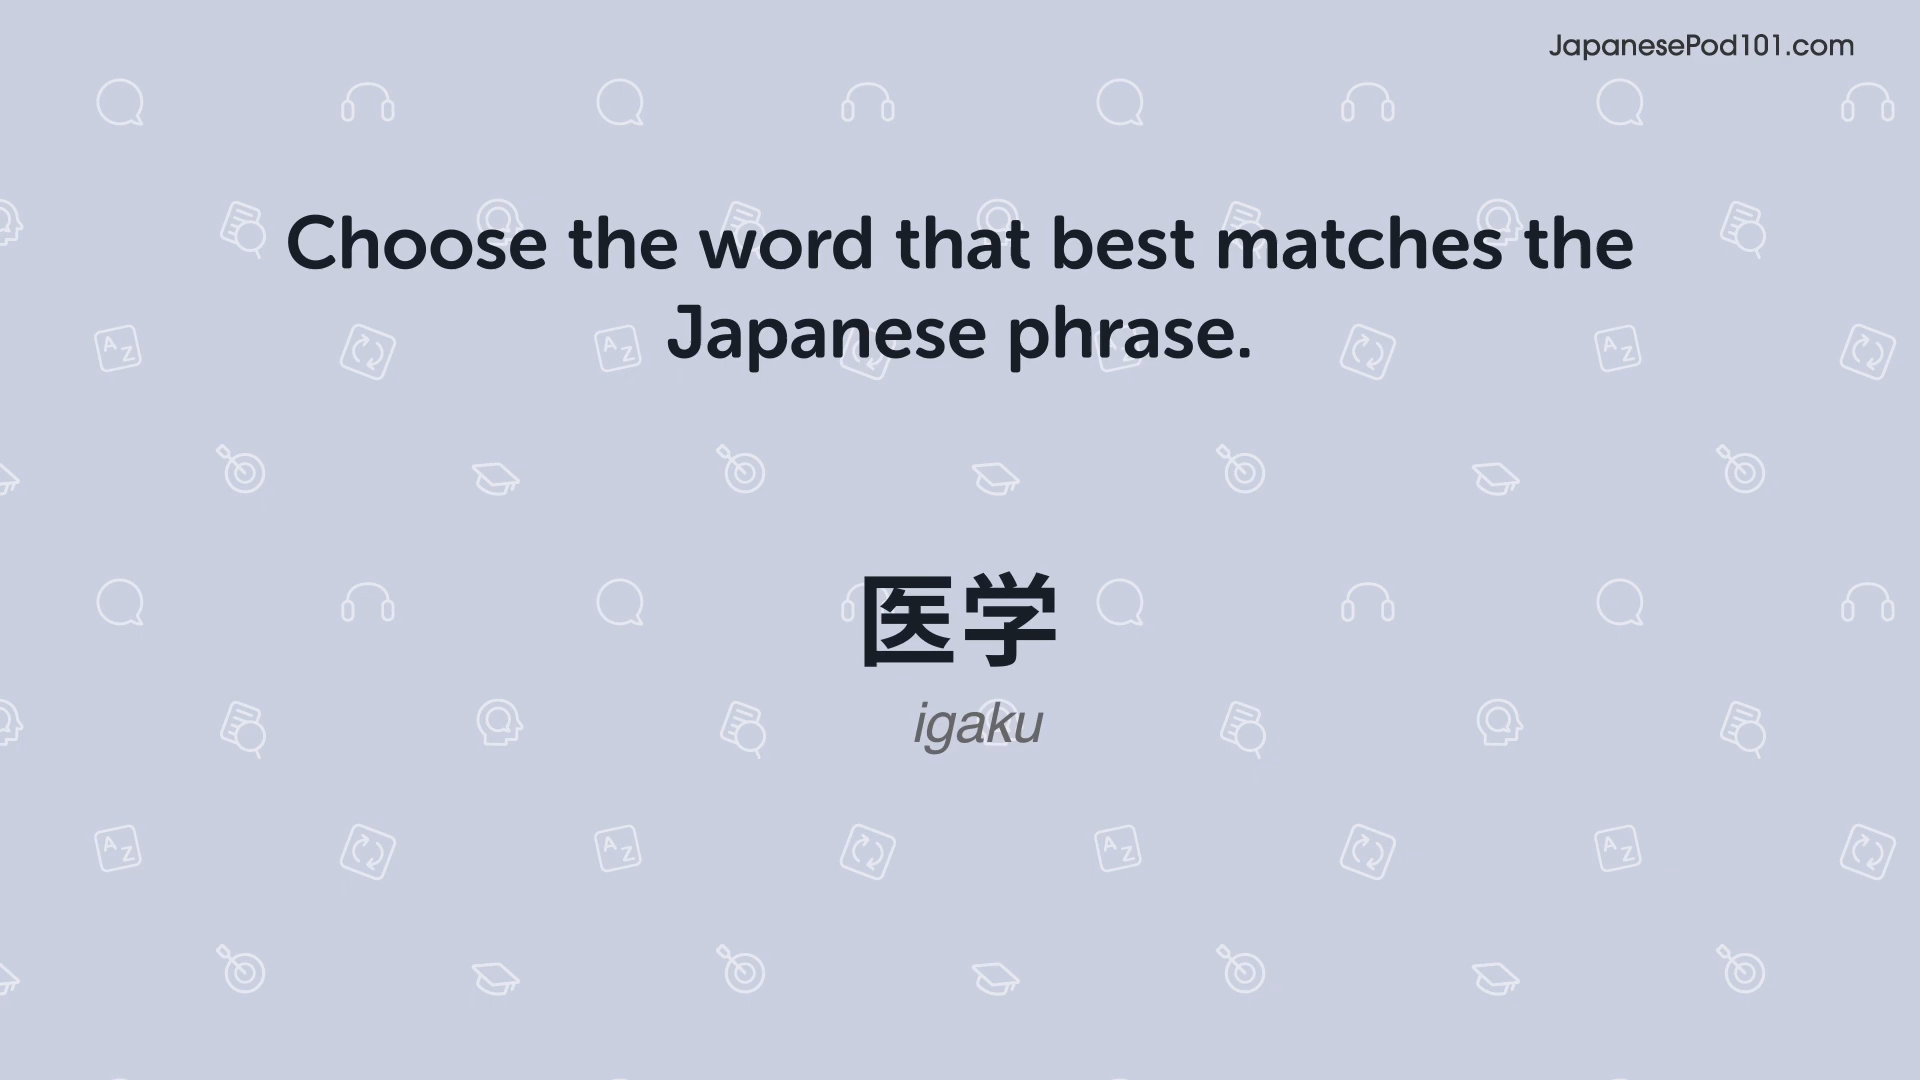 JapanesePod101.com
Choose the word that best matches the
Japanese phrase.
医学
igaku